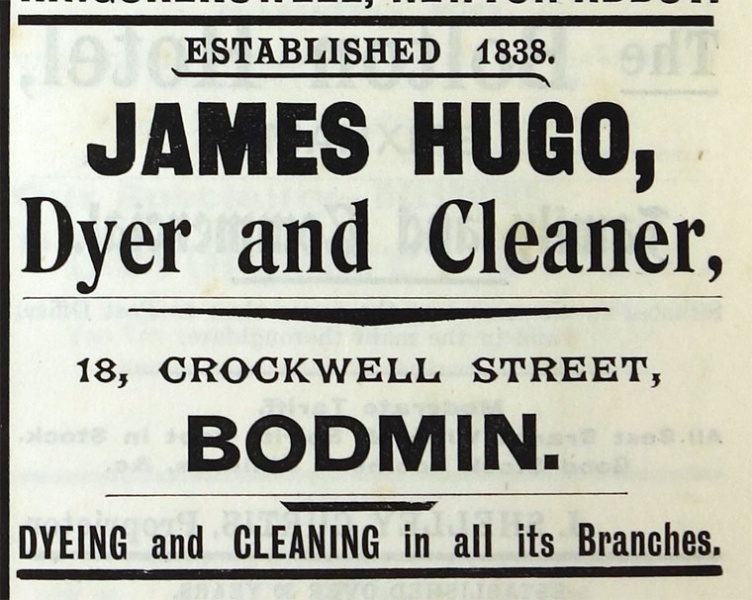 ESTABLISHED 1838.
JAMES HUGO,
Dyer and Cleaner,
18, CROCKWELL STREET,
BODMIN.
DYEING and CLEANING in all its Branches.